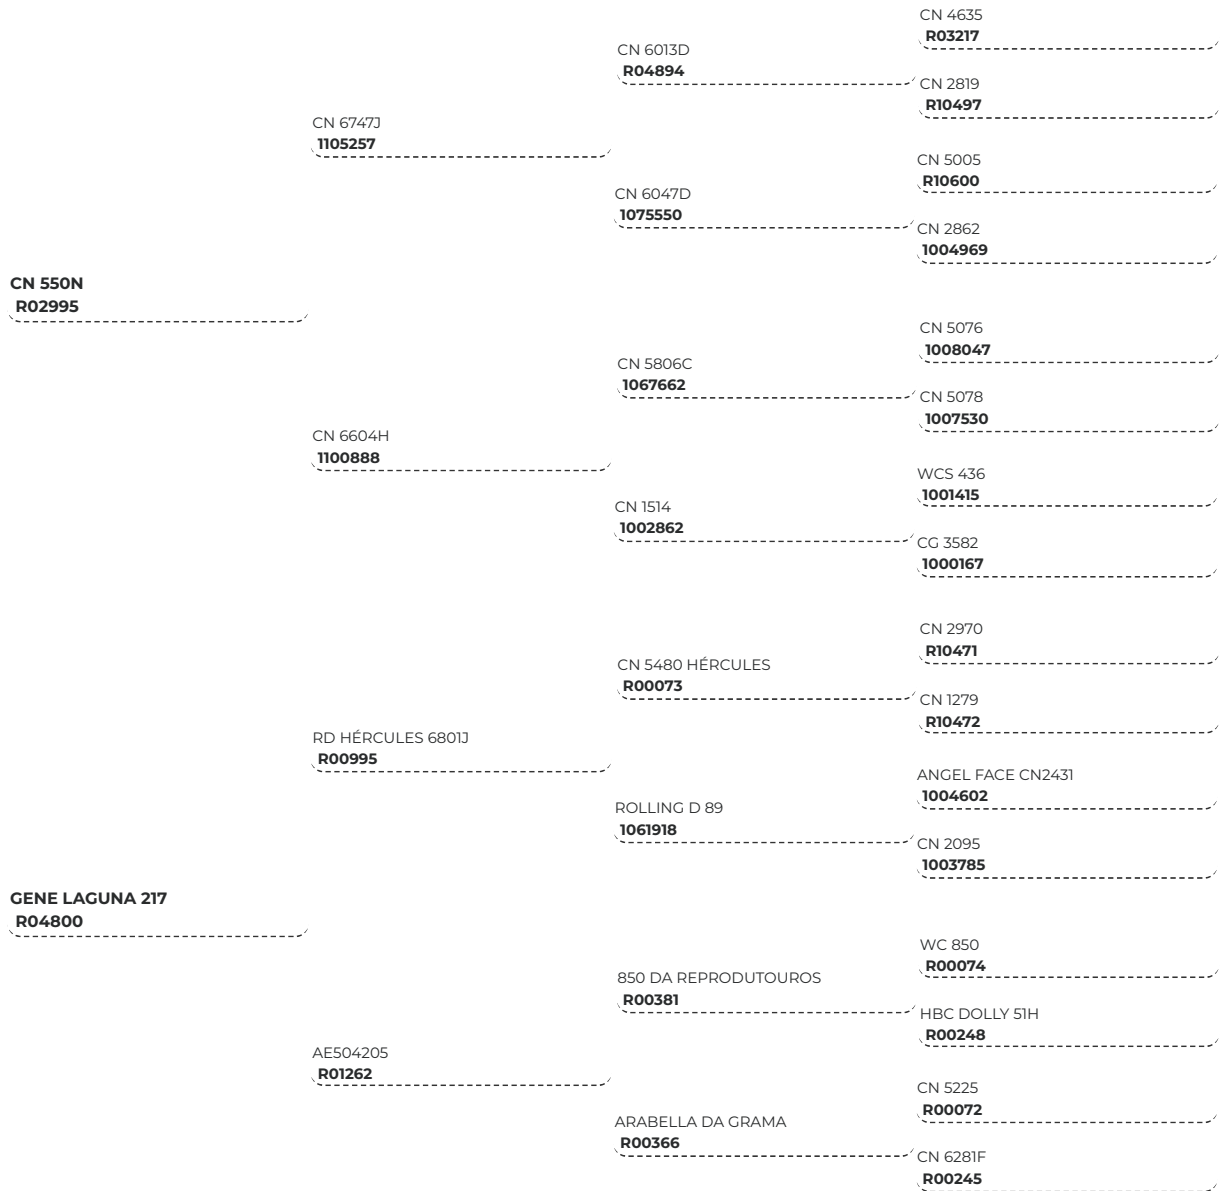 CN 4635
R03217
CN 6013D
R04894
CN 2819
R10497
CN 6747J
1105257
CN 5005
R10600
CN 6047D
1075550
CN 2862
1004969
CN 550N
R02995
CN 5076
1008047
CN 5806C
1067662
CN 5078
1007530
CN 6604H
1100888
WCS 436
1001415
CN 1514
1002862
CG 3582
1000167
CN 2970
R10471
CN 5480 HÉRCULES
R00073
CN 1279
R10472
RD HÉRCULES 6801J
R00995
ANGEL FACE CN2431
1004602
ROLLING D 89
1061918
CN 2095
1003785
GENE LAGUNA 217
R04800
WC 850
R00074
850 DA REPRODUTOUROS
R00381
HBC DOLLY 51H
R00248
AE504205
R01262
CN 5225
R00072
ARABELLA DA GRAMA
R00366
CN 6281F
R00245